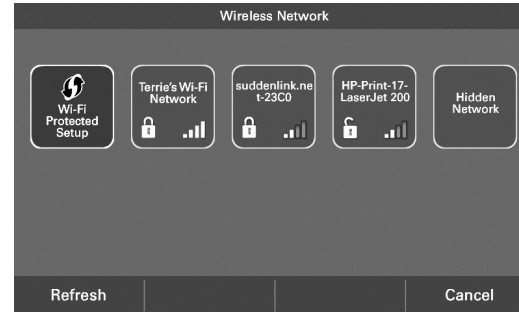 Wireless Network
Wi-Fi
Protected
Setup
Terrie's Wi-Fi
Network
suddenlink.ne
t-23C0
HP-Print-17-
LaserJet 200
Hidden
Network
Refresh
Cancel